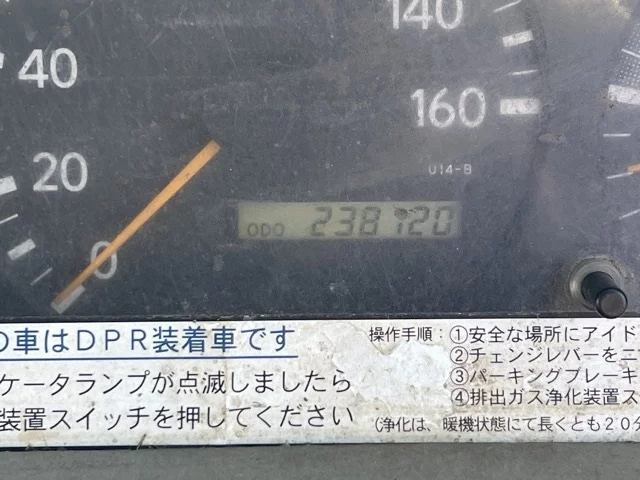 140
40
160
20
U14-B
ODO 238120
0
の車はDPR装着車です
ケータランプが点滅しましたら
装置スイッチを押してください
操作手順：①安全な場所にアイド
②チェンジレバーをニ
③パーキングブレーキ
④排出ガス浄化装置ス
（浄化は、暖機状態にて長くとも20分